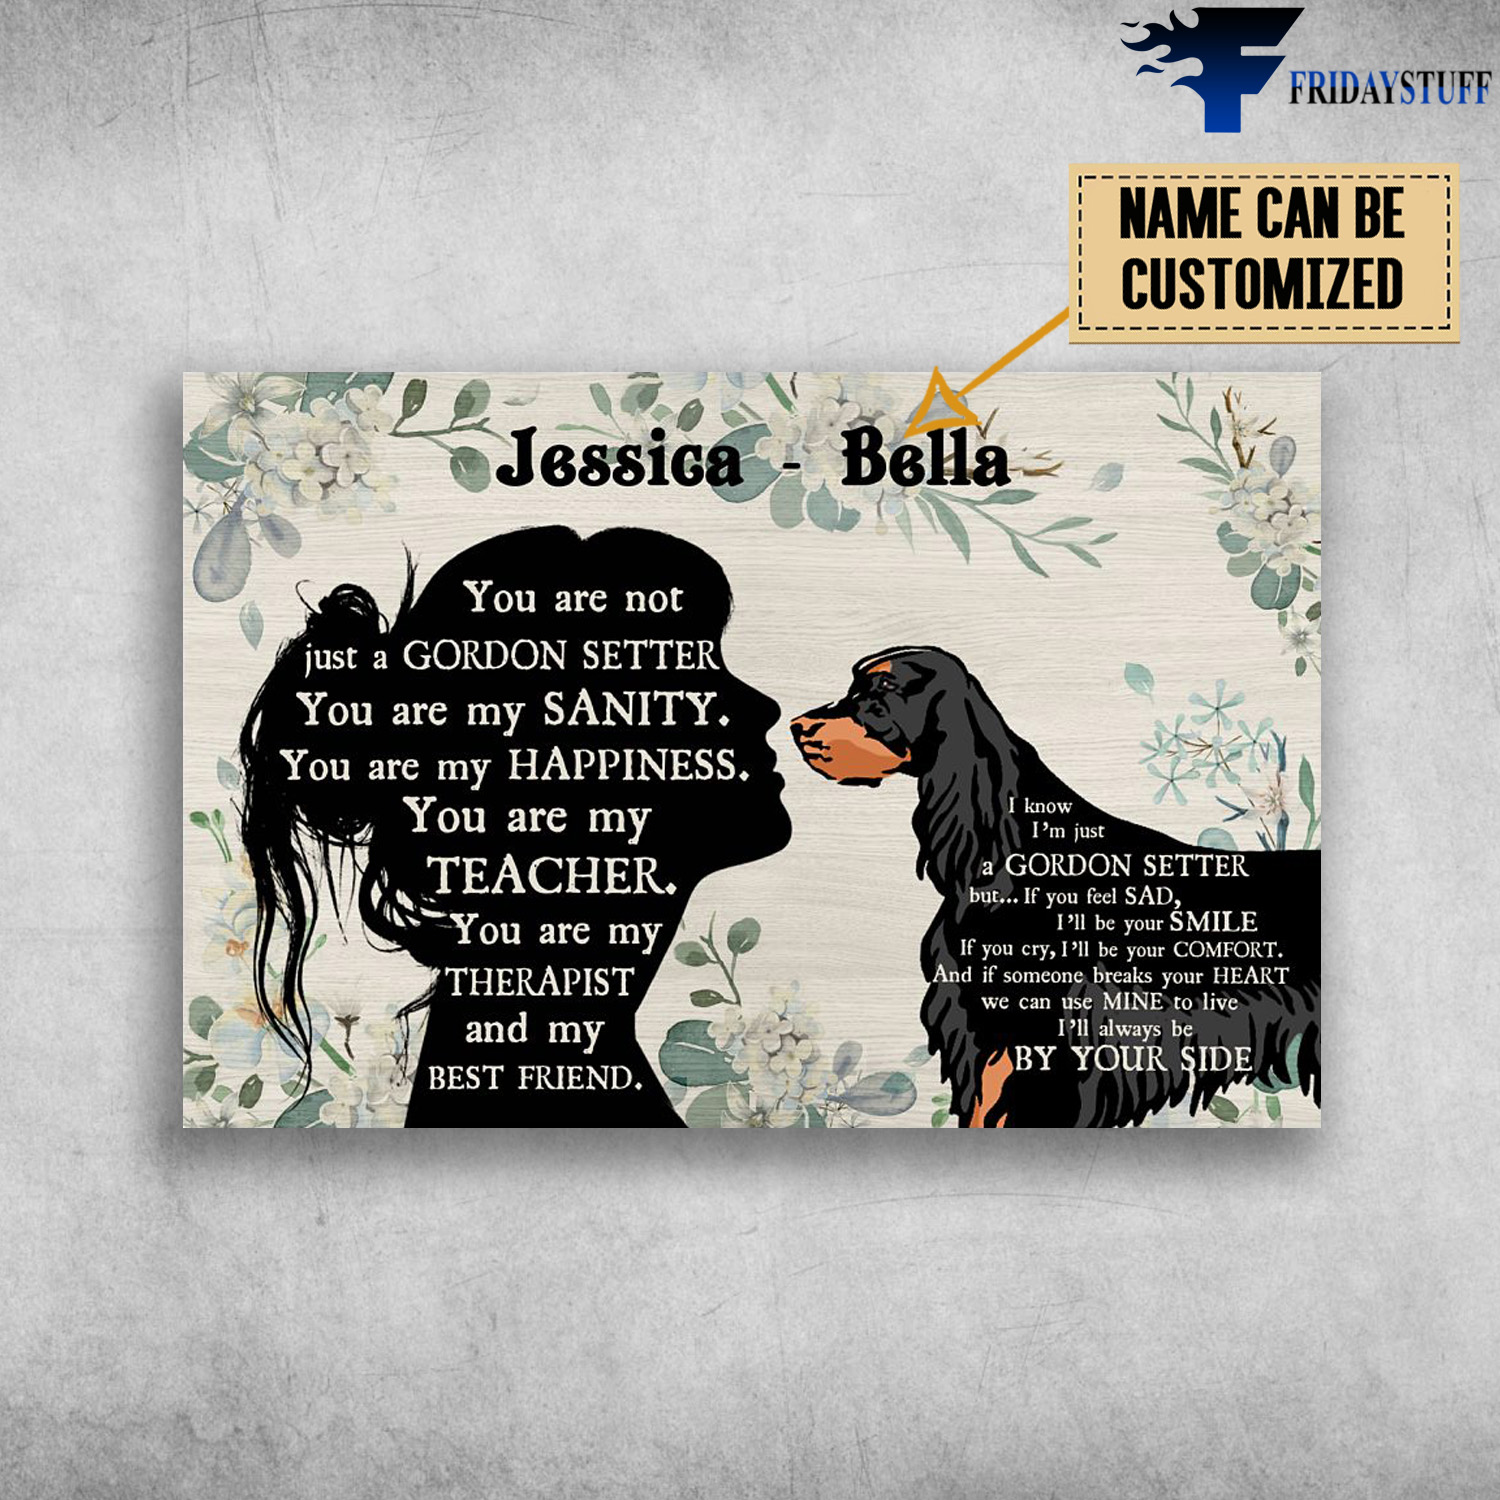 FRIDAYSTUFF
NAME CAN BE
CUSTOMIZED
Jessica - Bella
You are not
just a GORDON SETTER
You are my SANITY.
You are my HAPPINESS.
You are my
TEACHER.
You are my
THERAPIST
and my
BEST FRIEND.
I know
I'm just
a GORDON SETTER
but... If you feel SAD,
I'll be your SMILE
If you cry, I'll be your COMFORT.
And if someone breaks your HEART
we can use MINE to live
I'll always be
BY YOUR SIDE